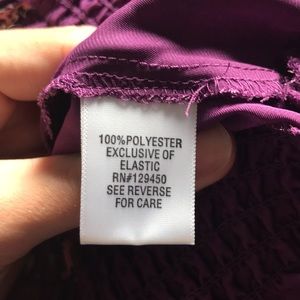 100%POLYESTER
EXCLUSIVE OF
ELASTIC
RN#129450
SEE REVERSE
FOR CARE